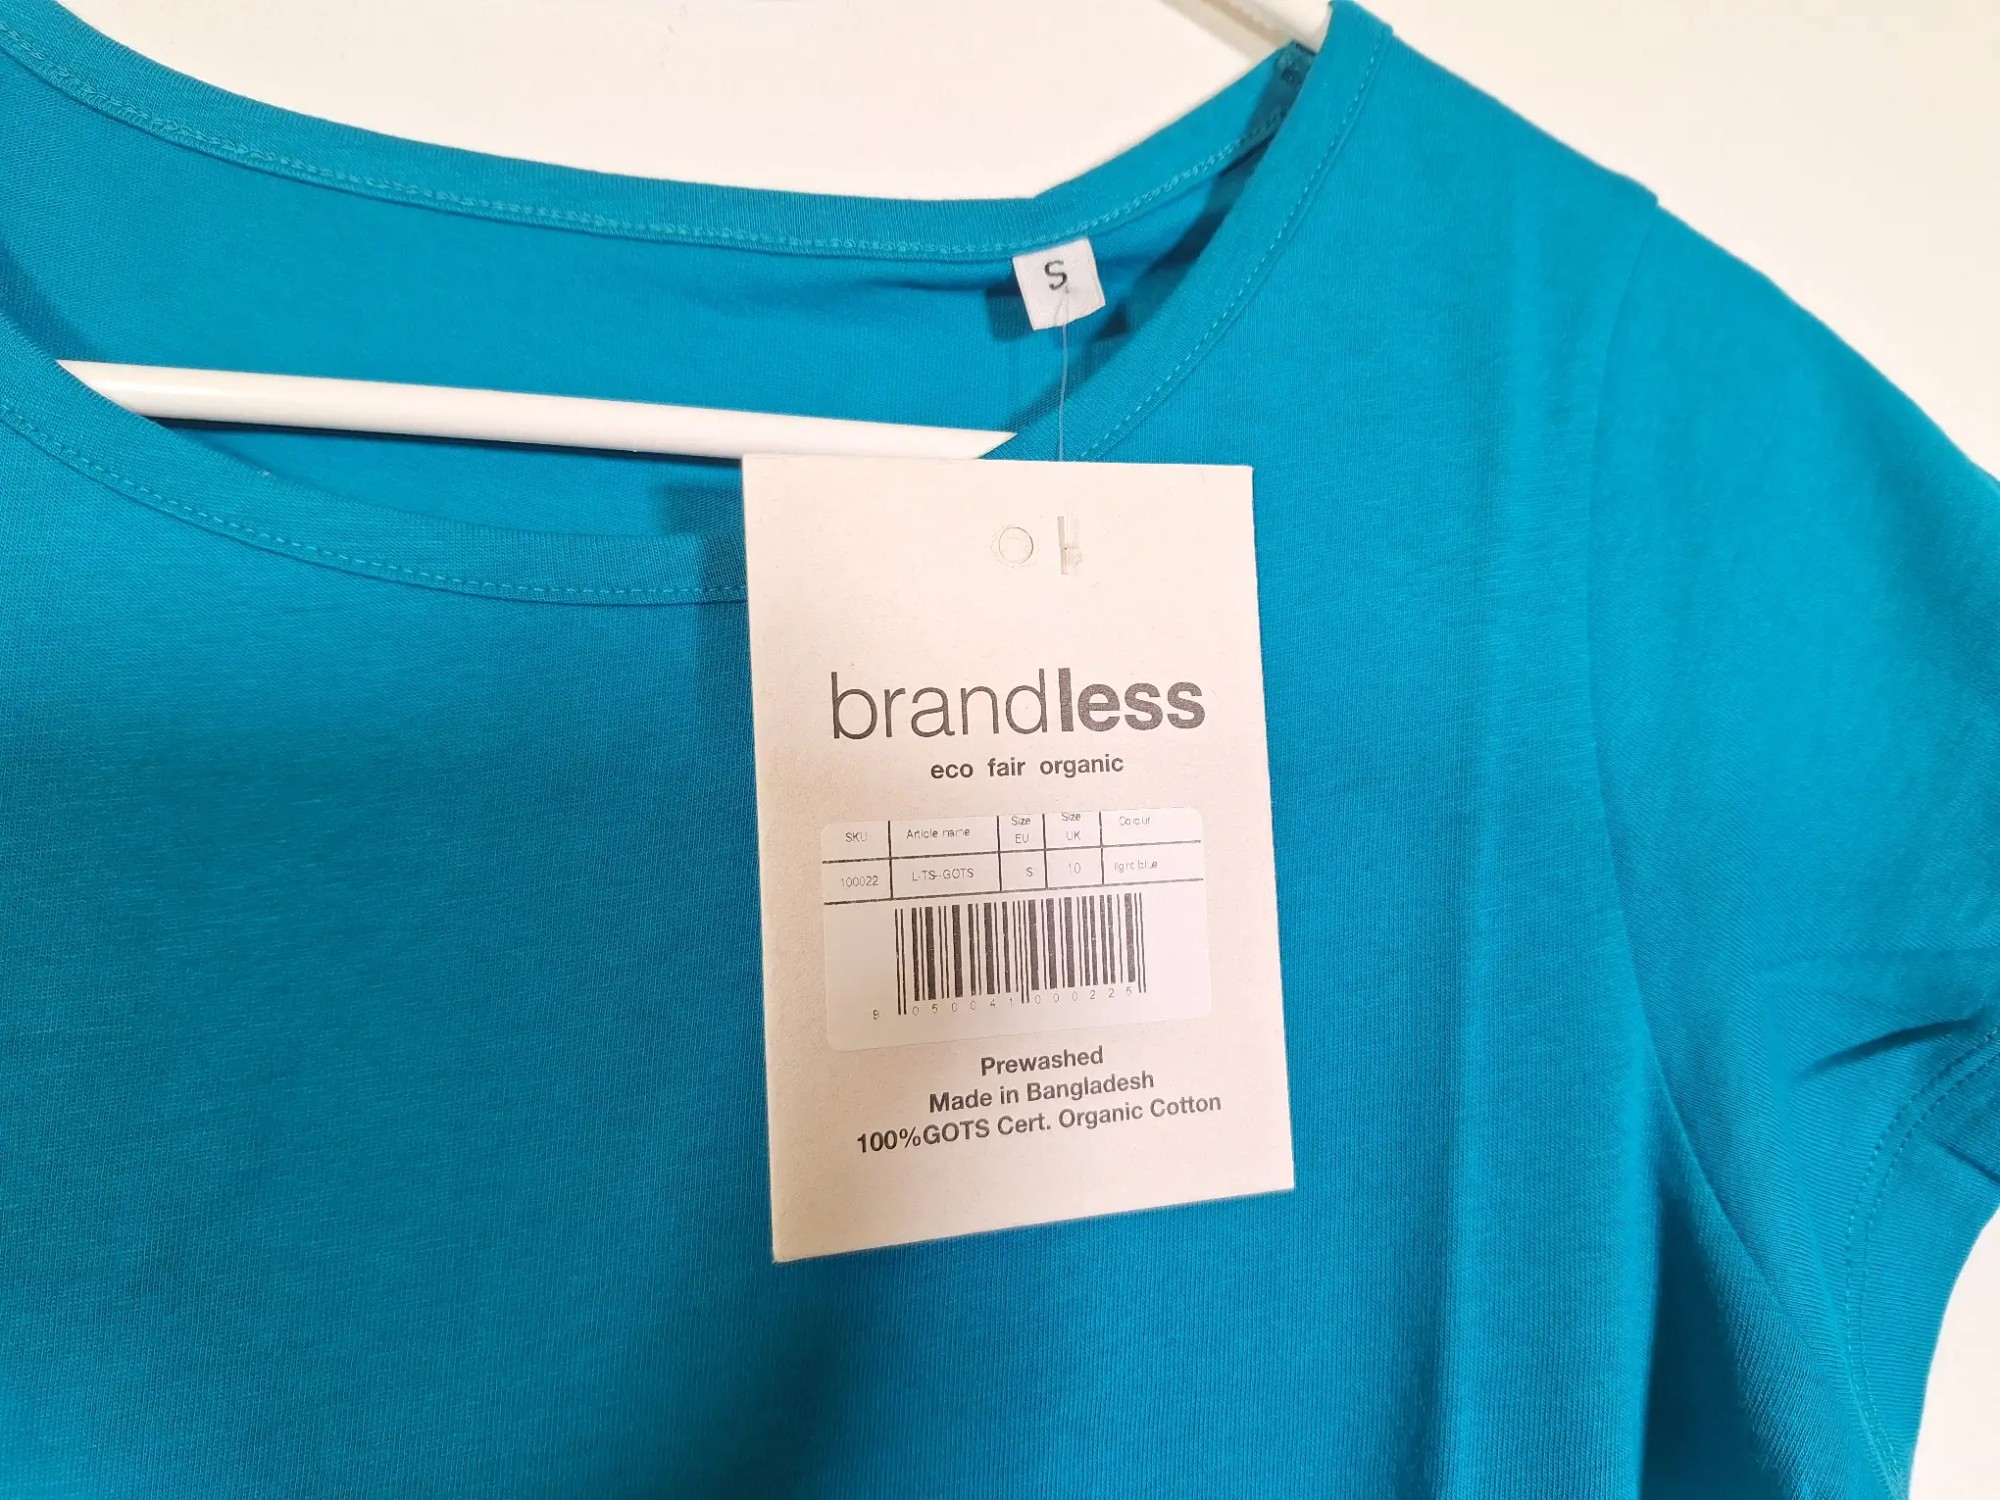 S
brandless
eco fair organic
SKU Article name Size EU Size UK Colour
100022 L-TS-GOTS S 10 light blue
9 050041 000225
Prewashed
Made in Bangladesh
100%GOTS Cert. Organic Cotton